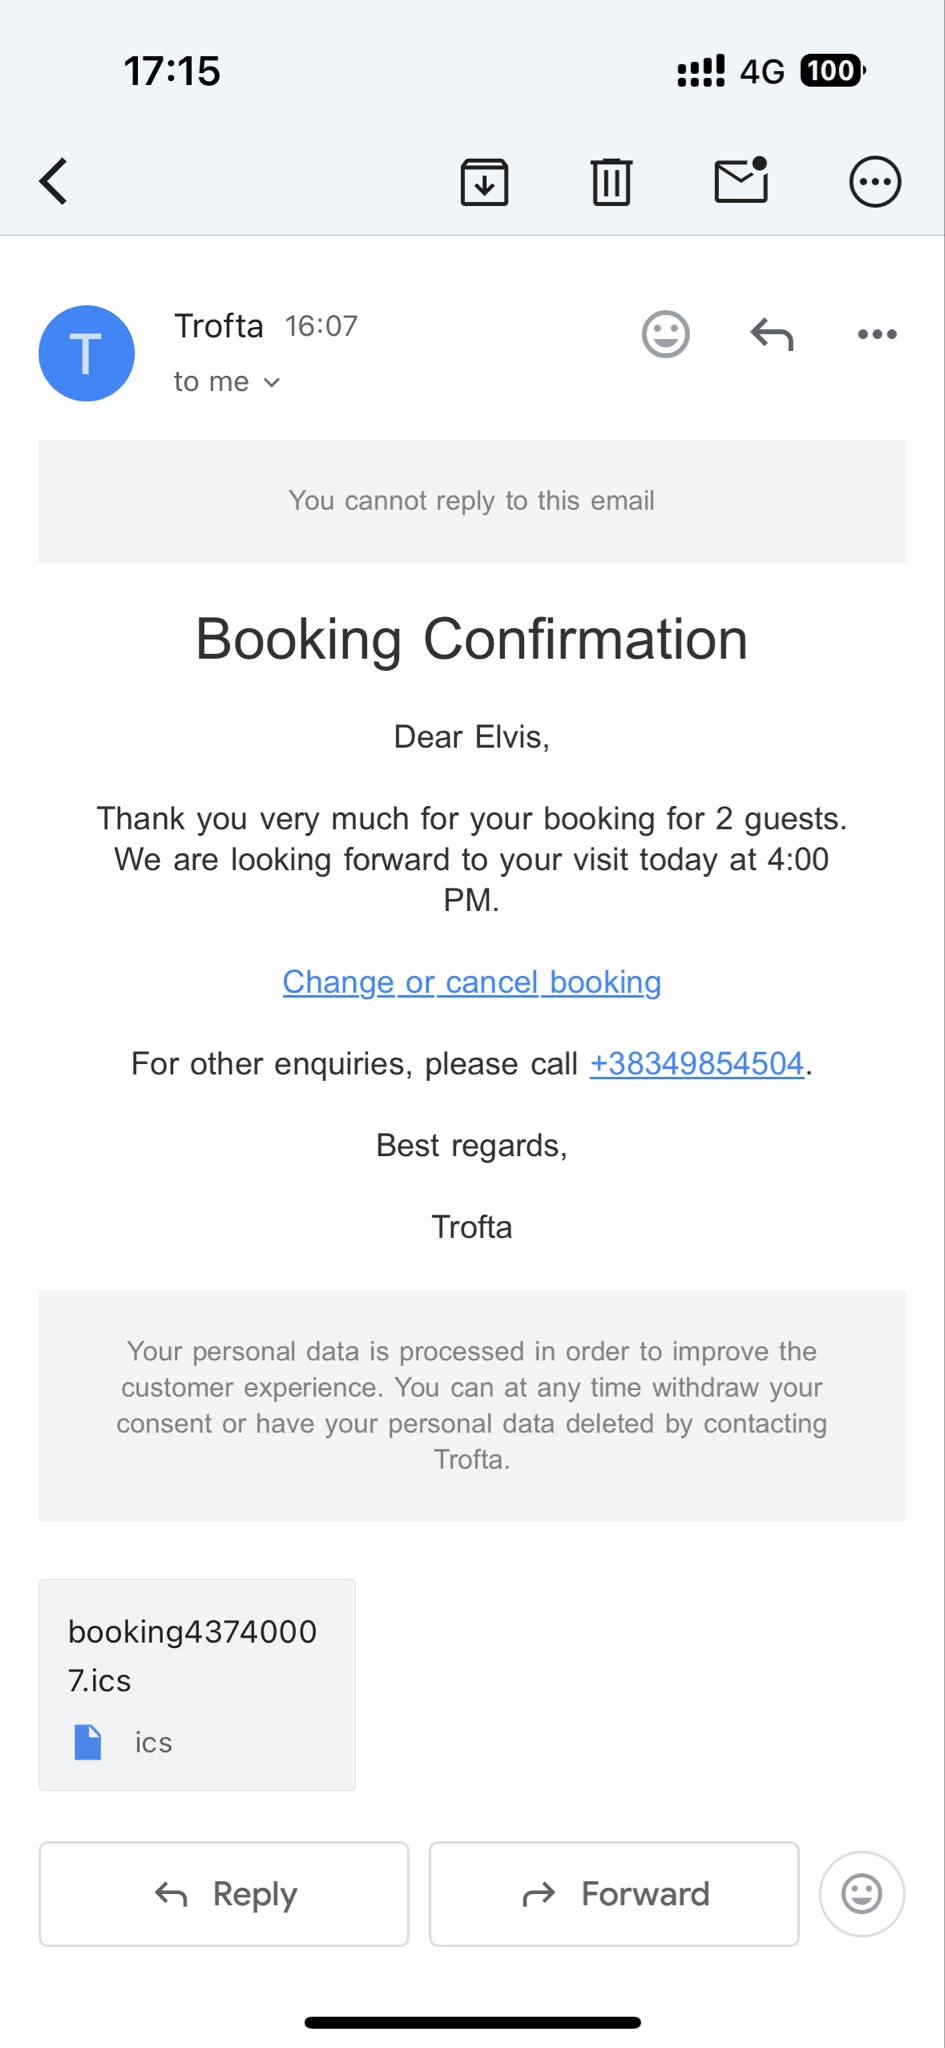 17:15
4G 100
T
Trofta 16:07
to me
You cannot reply to this email
Booking Confirmation
Dear Elvis,
Thank you very much for your booking for 2 guests.
We are looking forward to your visit today at 4:00
PM.
Change or cancel booking
For other enquiries, please call +38349854504.
Best regards,
Trofta
Your personal data is processed in order to improve the
customer experience. You can at any time withdraw your
consent or have your personal data deleted by contacting
Trofta.
booking4374000
7.ics
ics
Reply
Forward